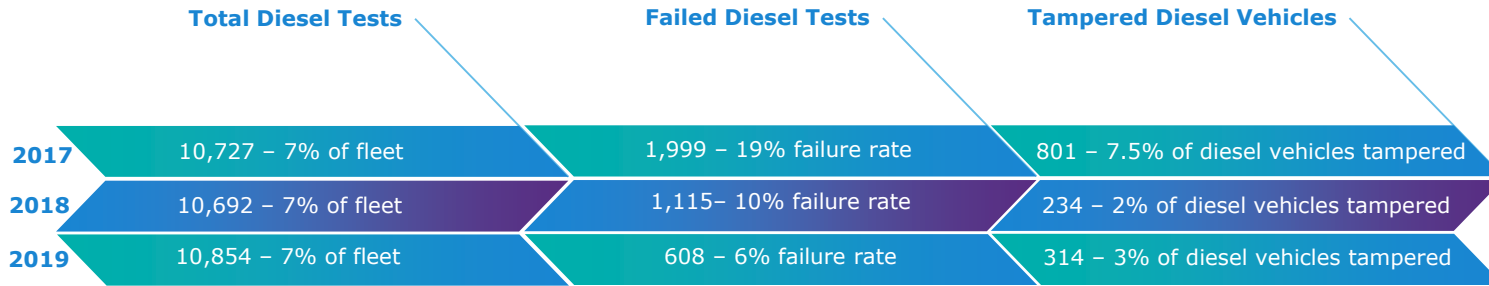 Total Diesel Tests
Failed Diesel Tests
Tampered Diesel Vehicles
2017
10,727 – 7% of fleet
1,999 – 19% failure rate
801 – 7.5% of diesel vehicles tampered
2018
10,692 – 7% of fleet
1,115– 10% failure rate
234 – 2% of diesel vehicles tampered
2019
10,854 – 7% of fleet
608 – 6% failure rate
314 – 3% of diesel vehicles tampered